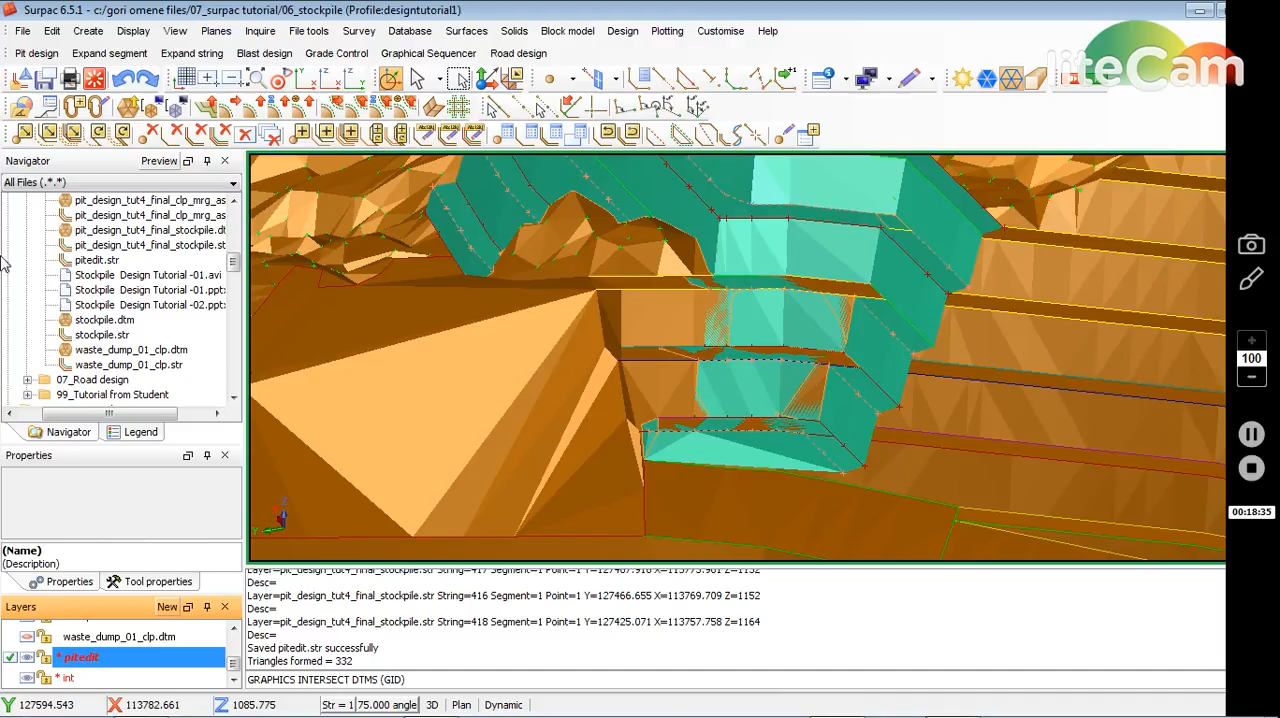 Surpac 6.5.1 - c:/gori omene files/07_surpac tutorial/06_stockpile (Profile:designtutorial1)
File Edit Create Display View Planes Inquire File tools Survey Database Surfaces Solids Block model Design Plotting Customise Help
liteCam
Pit design Expand segment Expand string Blast design Grade Control Graphical Sequencer Road design
Navigator Preview
All Files (.*.*)
pit_design_tut4_final_clp_mrg_as
pit_design_tut4_final_clp_mrg_as
pit_design_tut4_final_stockpile.dt
pit_design_tut4_final_stockpile.st
pitedit.str
Stockpile Design Tutorial -01.avi
Stockpile Design Tutorial -01.pptx
Stockpile Design Tutorial -02.pptx
stockpile.dtm
stockpile.str
waste_dump_01_clp.dtm
waste_dump_01_clp.str
07_Road design
99_Tutorial from Student
Navigator Legend
Properties
(Name)
(Description)
Properties Tool properties
Layers New
waste_dump_01_clp.dtm
* pitedit
* int
Desc=
Layer=pit_design_tut4_final_stockpile.str String=416 Segment=1 Point=1 Y=127466.655 X=113769.709 Z=1152
Desc=
Layer=pit_design_tut4_final_stockpile.str String=418 Segment=1 Point=1 Y=127425.071 X=113757.758 Z=1164
Desc=
Saved pitedit.str successfully
Triangles formed = 332
GRAPHICS INTERSECT DTMS (GID)
Y 127594.543 X 113782.661 Z 1085.775 Str = 1 75.000 angle 3D Plan Dynamic
100
00:18:35